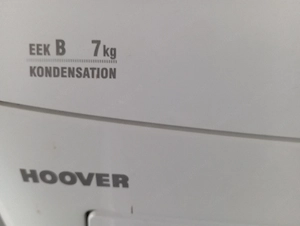 EEK B 7kg
KONDENSATION
HOOVER